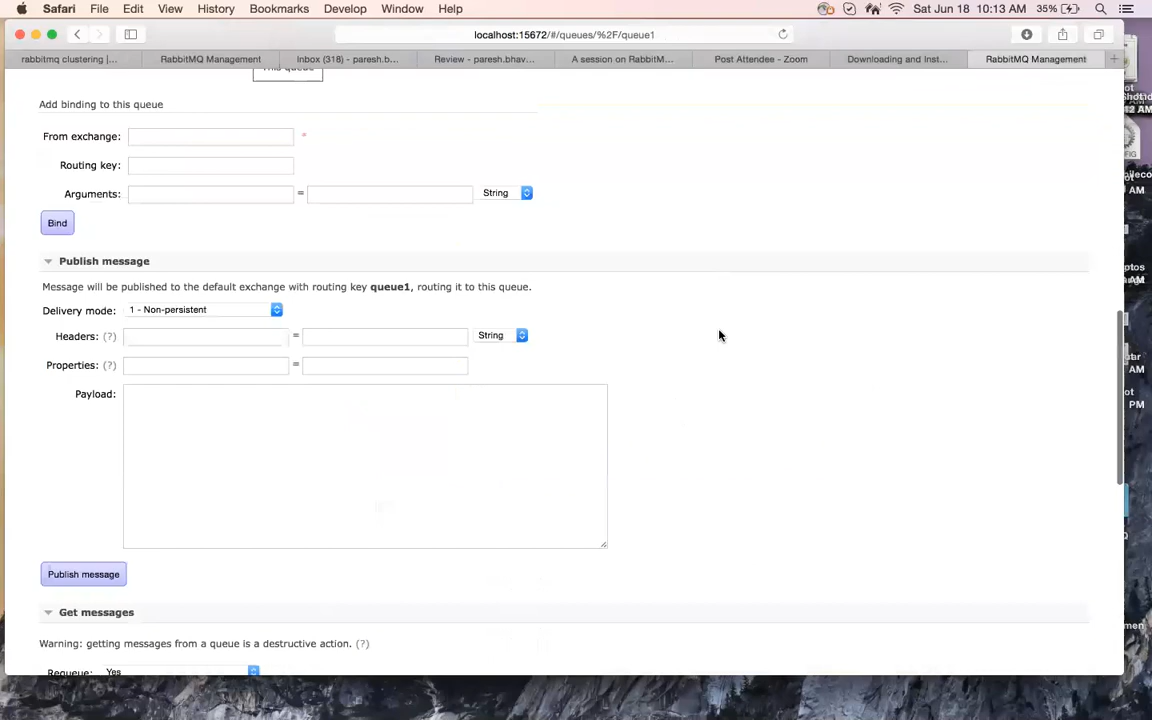 Safari File Edit View History Bookmarks Develop Window Help Sat Jun 18 10:13 AM 35%
localhost:15672/#/queues/%2F/queue1
rabbitmq clustering |... RabbitMQ Management Inbox (318) - paresh.b... Review - paresh.bhav... A session on RabbitM... Post Attendee - Zoom Downloading and Inst... RabbitMQ Management
Add binding to this queue
From exchange: *
Routing key:
Arguments: = String
Bind
Publish message
Message will be published to the default exchange with routing key queue1, routing it to this queue.
Delivery mode: 1 - Non-persistent
Headers: (?) = String
Properties: (?) = 
Payload:
Publish message
Get messages
Warning: getting messages from a queue is a destructive action. (?)
Requeue: Yes